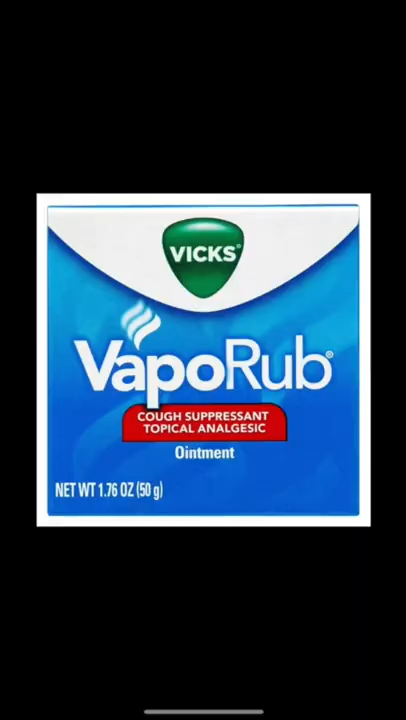 VICKS®
VapoRub®
COUGH SUPPRESSANT
TOPICAL ANALGESIC
Ointment
NET WT 1.76 OZ (50 g)